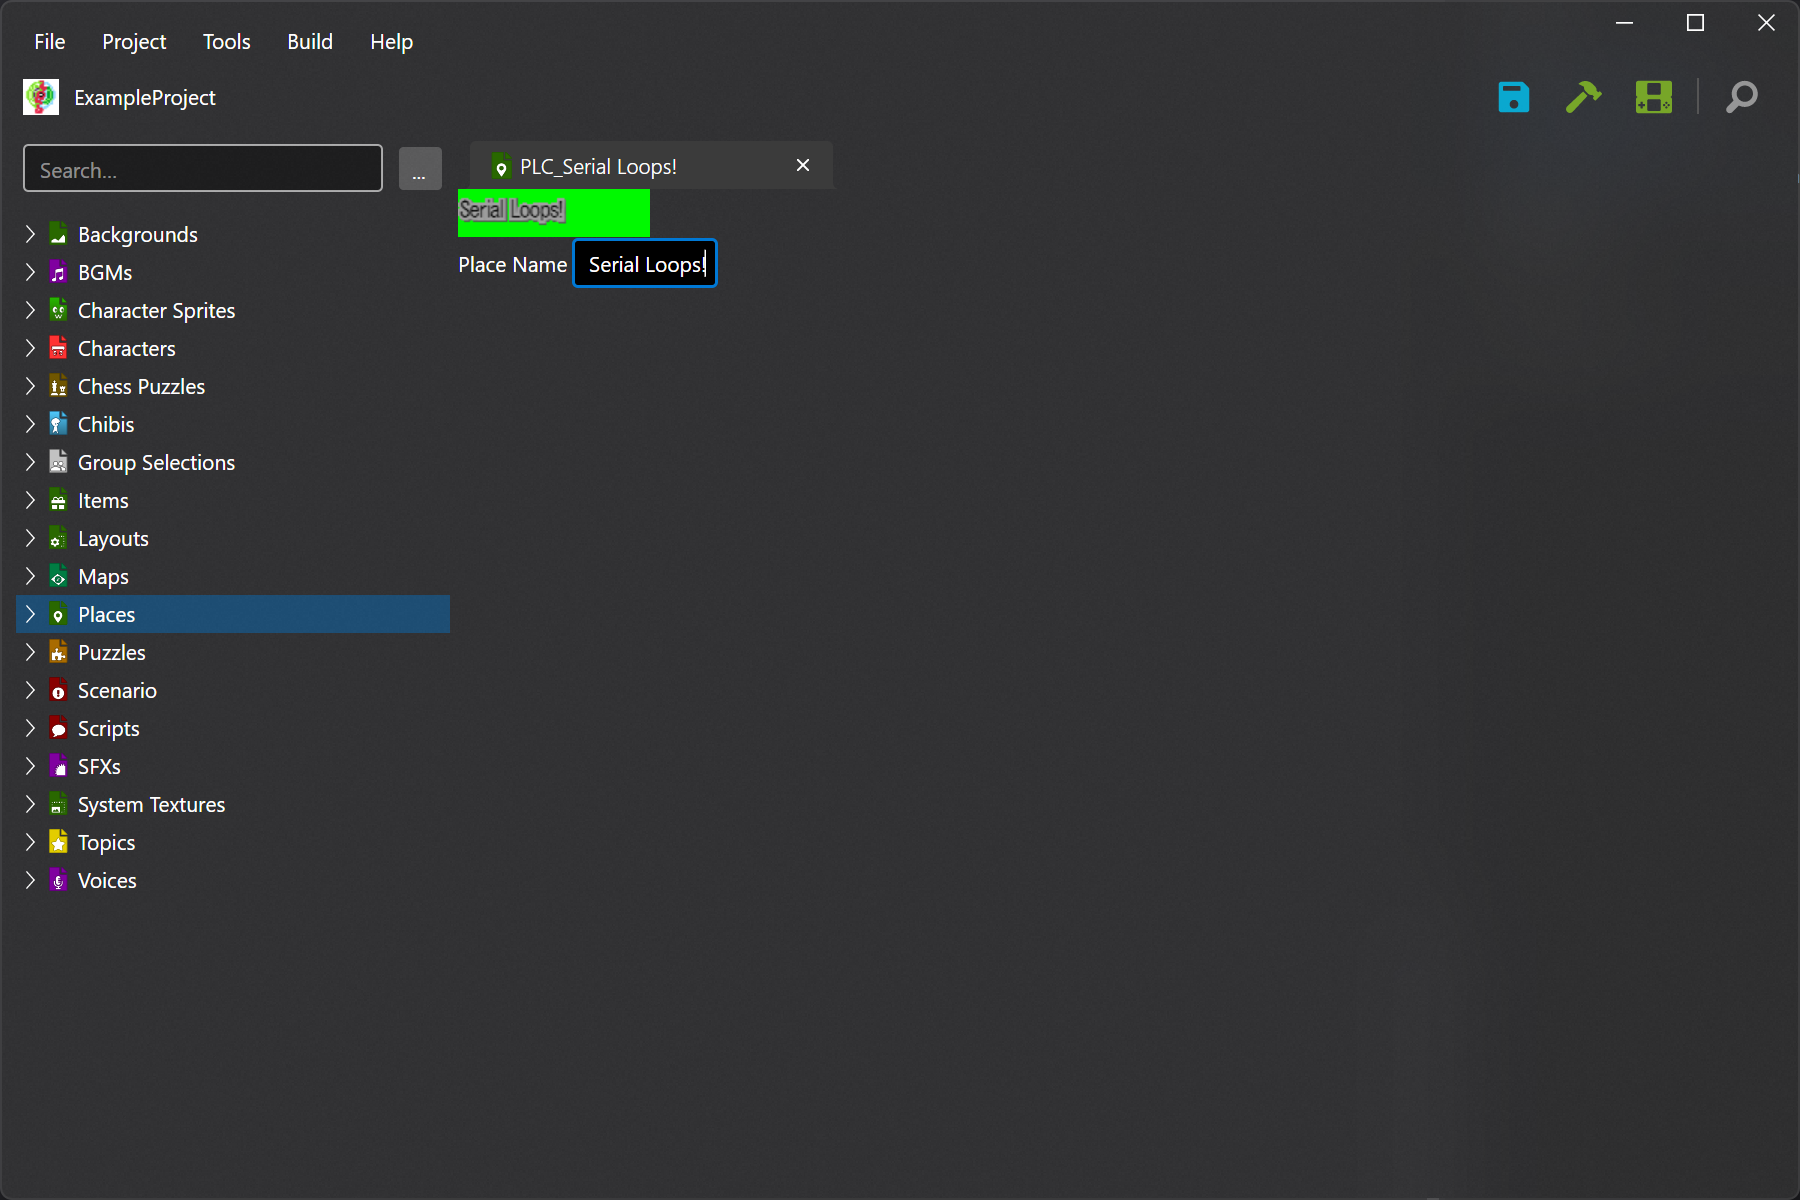 File Project Tools Build Help
ExampleProject
Search...
...
PLC_Serial Loops!
Serial Loops!
Place Name Serial Loops!
Backgrounds
BGMs
Character Sprites
Characters
Chess Puzzles
Chibis
Group Selections
Items
Layouts
Maps
Places
Puzzles
Scenario
Scripts
SFXs
System Textures
Topics
Voices